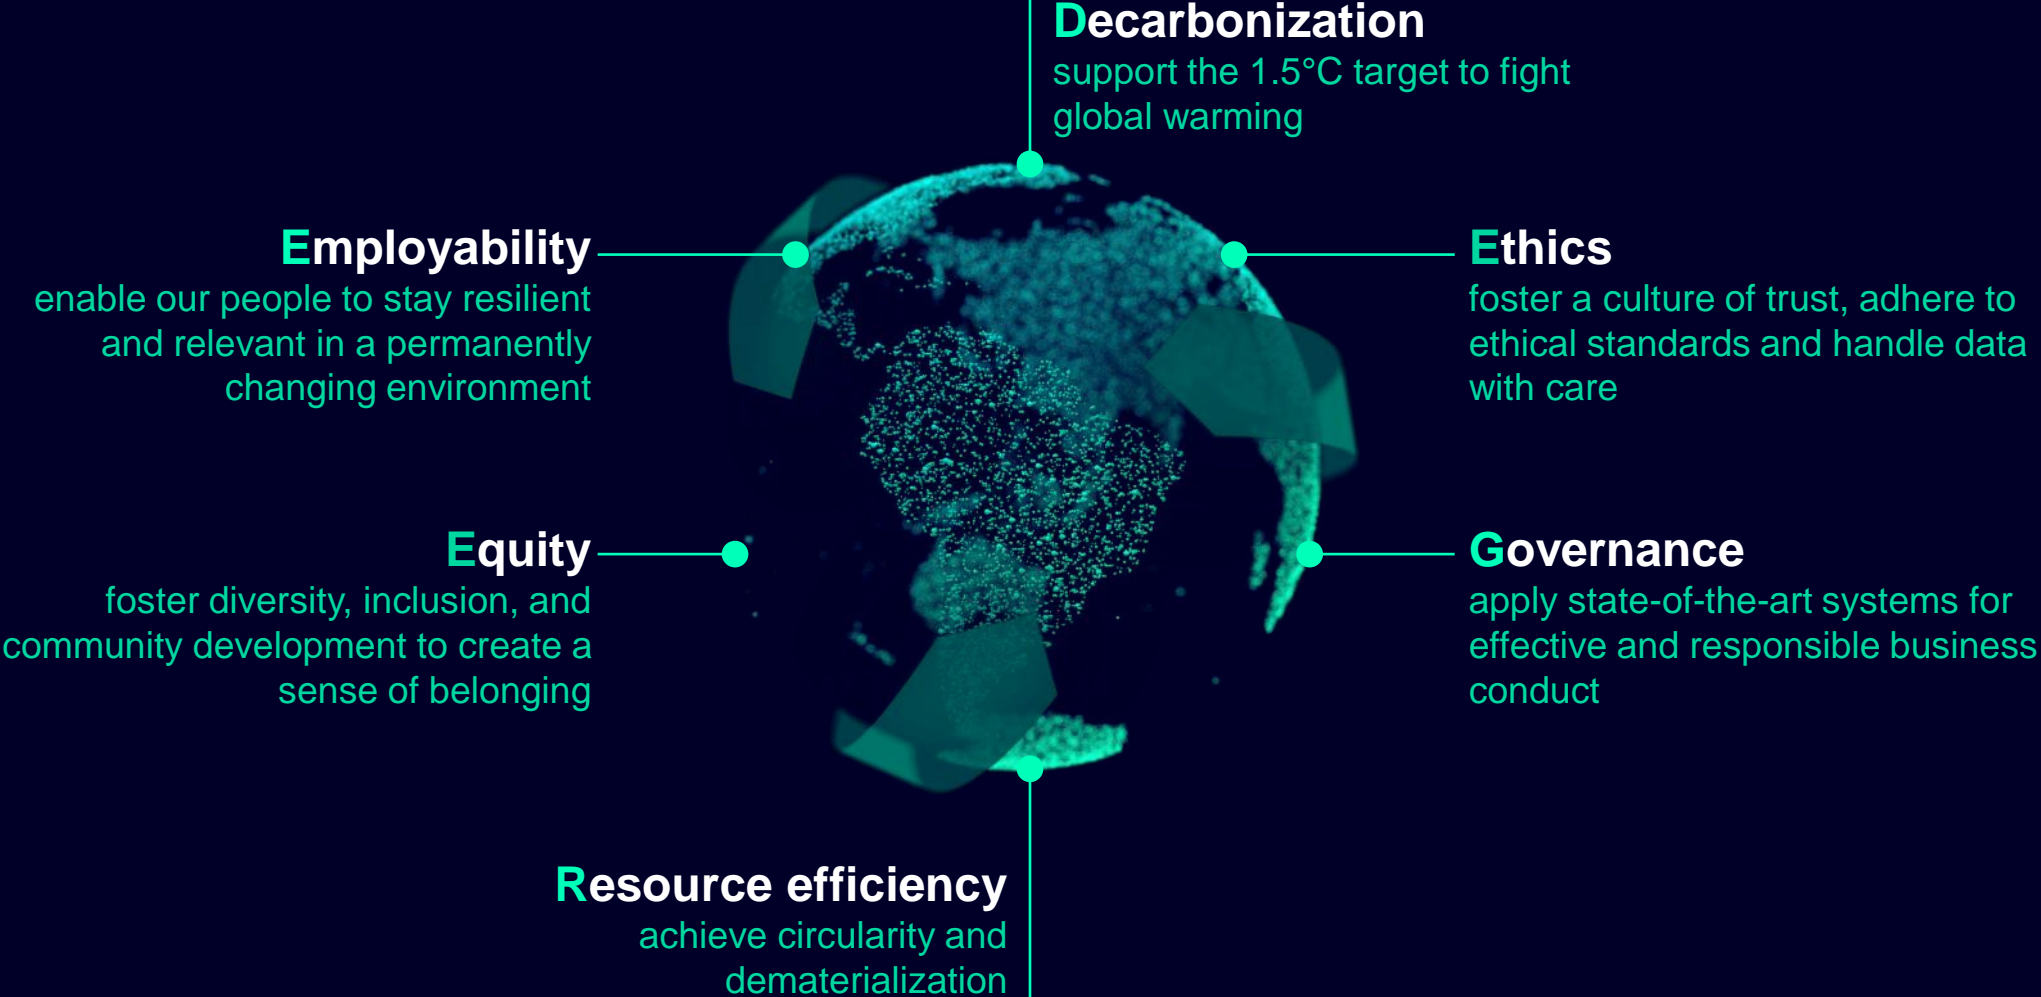 Decarbonization
support the 1.5°C target to fight
global warming
Ethics
foster a culture of trust, adhere to
ethical standards and handle data
with care
Governance
apply state-of-the-art systems for
effective and responsible business
conduct
Resource efficiency
achieve circularity and
dematerialization
Equity
foster diversity, inclusion, and
community development to create a
sense of belonging
Employability
enable our people to stay resilient
and relevant in a permanently
changing environment